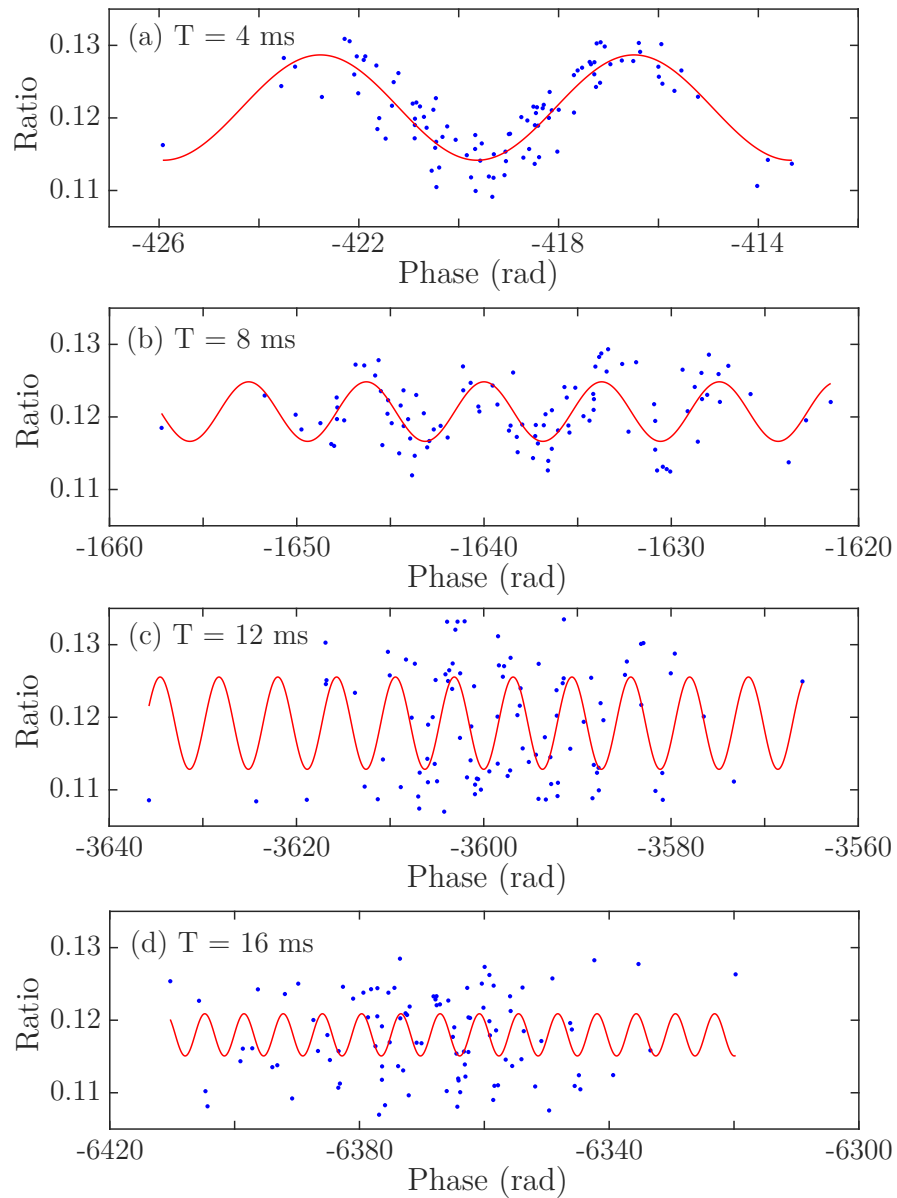 (a) T = 4 ms
0.13
0.12
0.11
Ratio
-426 -422 -418 -414
Phase (rad)
(b) T = 8 ms
0.13
0.12
0.11
Ratio
-1660 -1650 -1640 -1630 -1620
Phase (rad)
(c) T = 12 ms
0.13
0.12
0.11
Ratio
-3640 -3620 -3600 -3580 -3560
Phase (rad)
(d) T = 16 ms
0.13
0.12
0.11
Ratio
-6420 -6380 -6340 -6300
Phase (rad)